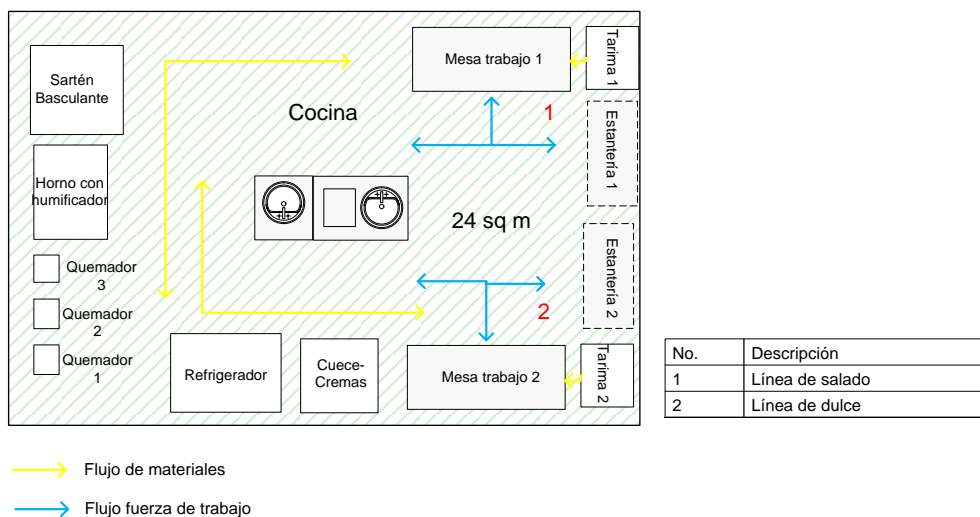 Sartén
Basculante
Cocina
Mesa trabajo 1
Tarima 1
1
Estantería 1
Horno con
humificador
24 sq m
Estantería 2
Quemador
3
Quemador
2
Quemador
1
2
Refrigerador
Cuece-
Cremas
Mesa trabajo 2
Tarima 2
No. Descripción
1 Línea de salado
2 Línea de dulce
Flujo de materiales
Flujo fuerza de trabajo